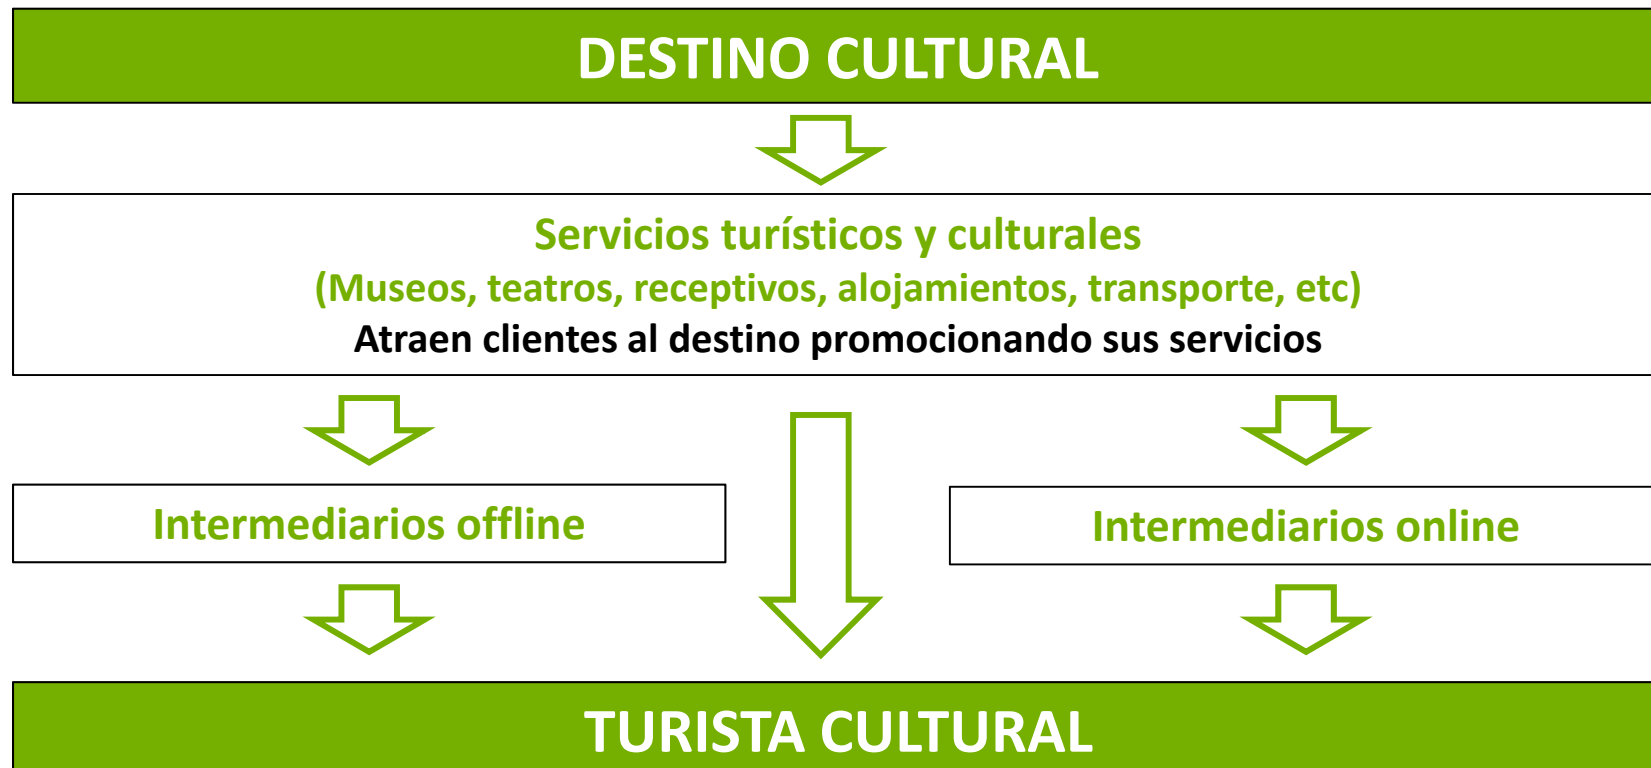 DESTINO CULTURAL
Servicios turísticos y culturales
(Museos, teatros, receptivos, alojamientos, transporte, etc)
Atraen clientes al destino promocionando sus servicios
Intermediarios offline
Intermediarios online
TURISTA CULTURAL